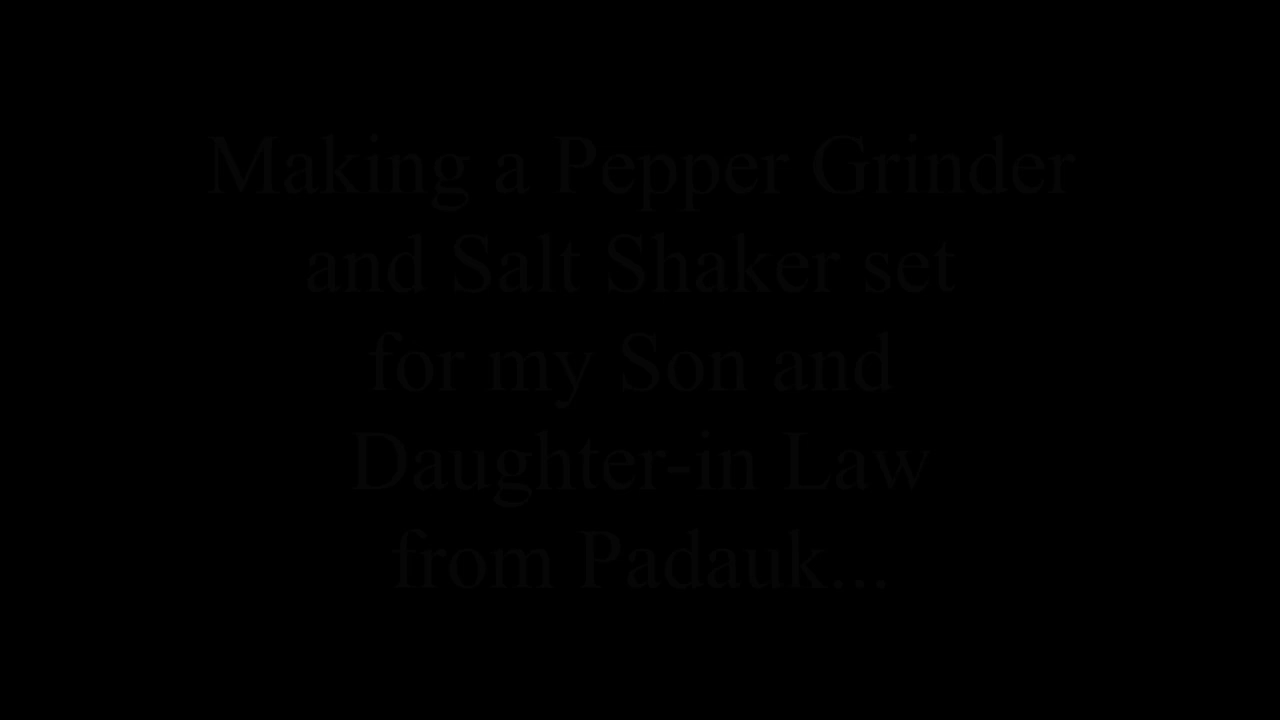 Making a Pepper Grinder
and Salt Shaker set
for my Son and
Daughter-in Law
from Padauk...